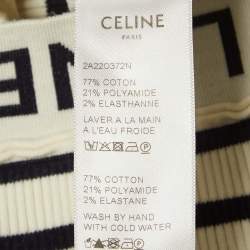 CELINE
PARIS
2A220372N
77% COTON
21% POLYAMIDE
2% ELASTHANNE
LAVER A LA MAIN
A L'EAU FROIDE
77% COTTON
21% POLYAMIDE
2% ELASTANE
WASH BY HAND
WITH COLD WATER